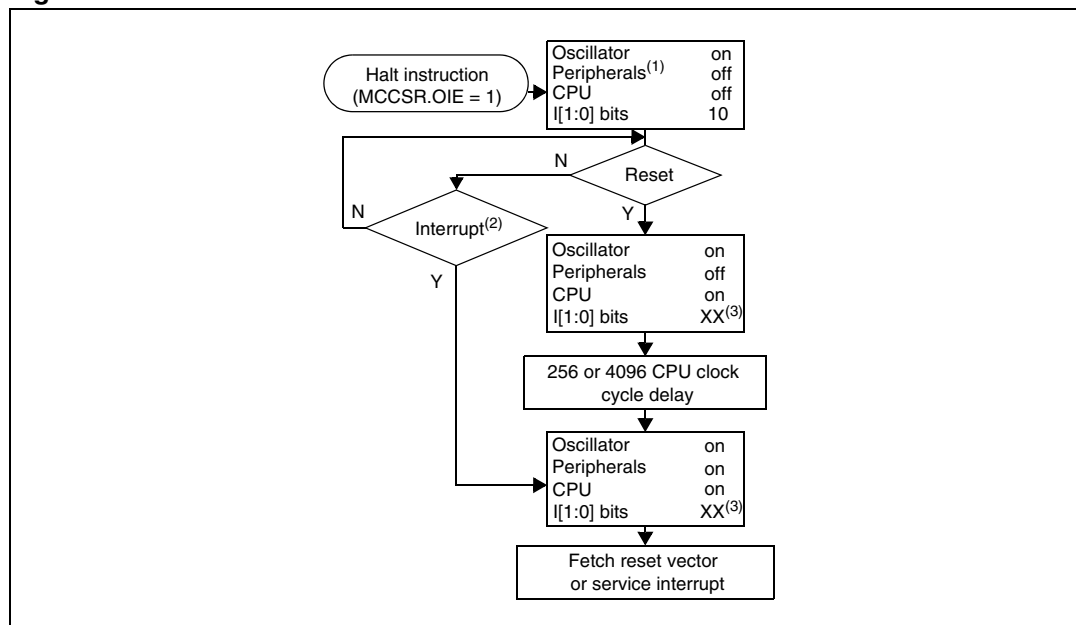 Halt instruction
(MCCSR.OIE = 1)
Oscillator on
Peripherals(1) off
CPU off
I[1:0] bits 10
N
Reset
N
Interrupt(2)
Y
Y
Oscillator on
Peripherals off
CPU on
I[1:0] bits XX(3)
256 or 4096 CPU clock
cycle delay
Oscillator on
Peripherals on
CPU on
I[1:0] bits XX(3)
Fetch reset vector
or service interrupt